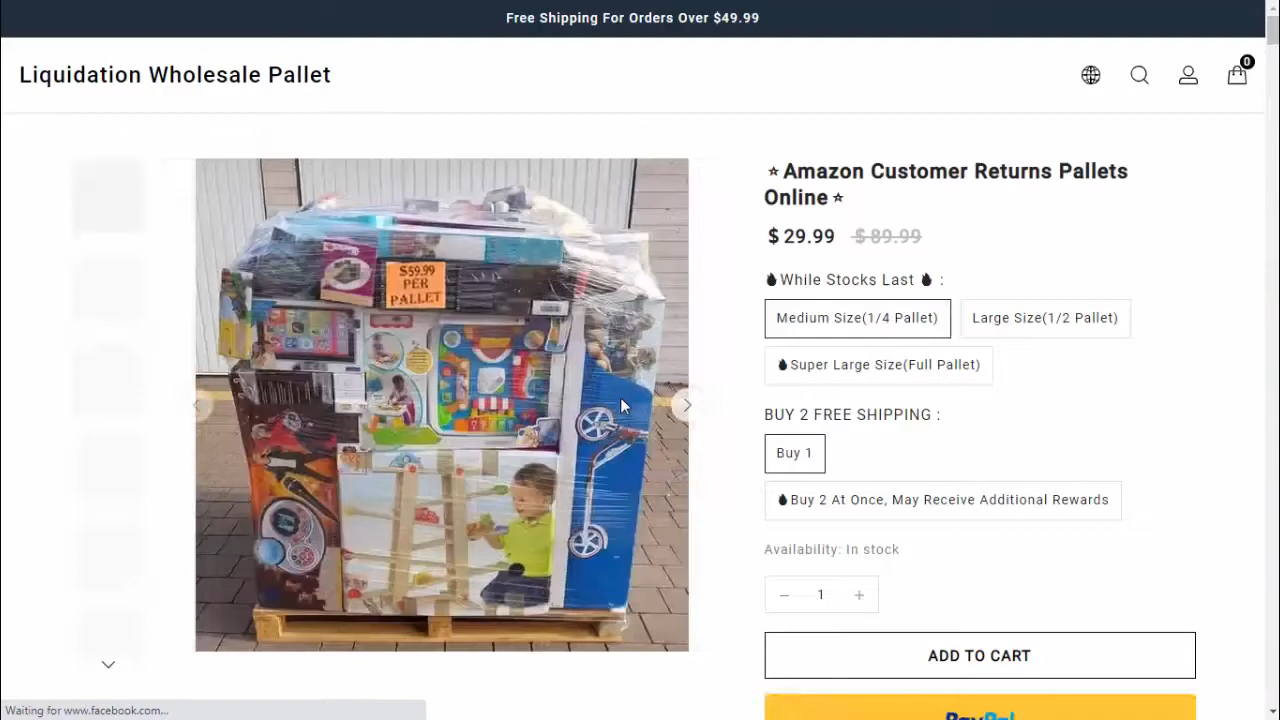 Free Shipping For Orders Over $49.99
Liquidation Wholesale Pallet
0
⭐Amazon Customer Returns Pallets
Online⭐
$ 29.99 $ 89.99
🔥While Stocks Last🔥 :
Medium Size(1/4 Pallet) Large Size(1/2 Pallet)
🔥Super Large Size(Full Pallet)
BUY 2 FREE SHIPPING :
Buy 1
🔥Buy 2 At Once, May Receive Additional Rewards
Availability: In stock
− 1 +
ADD TO CART
PayPal
$59.99
PER
PALLET
Waiting for www.facebook.com...